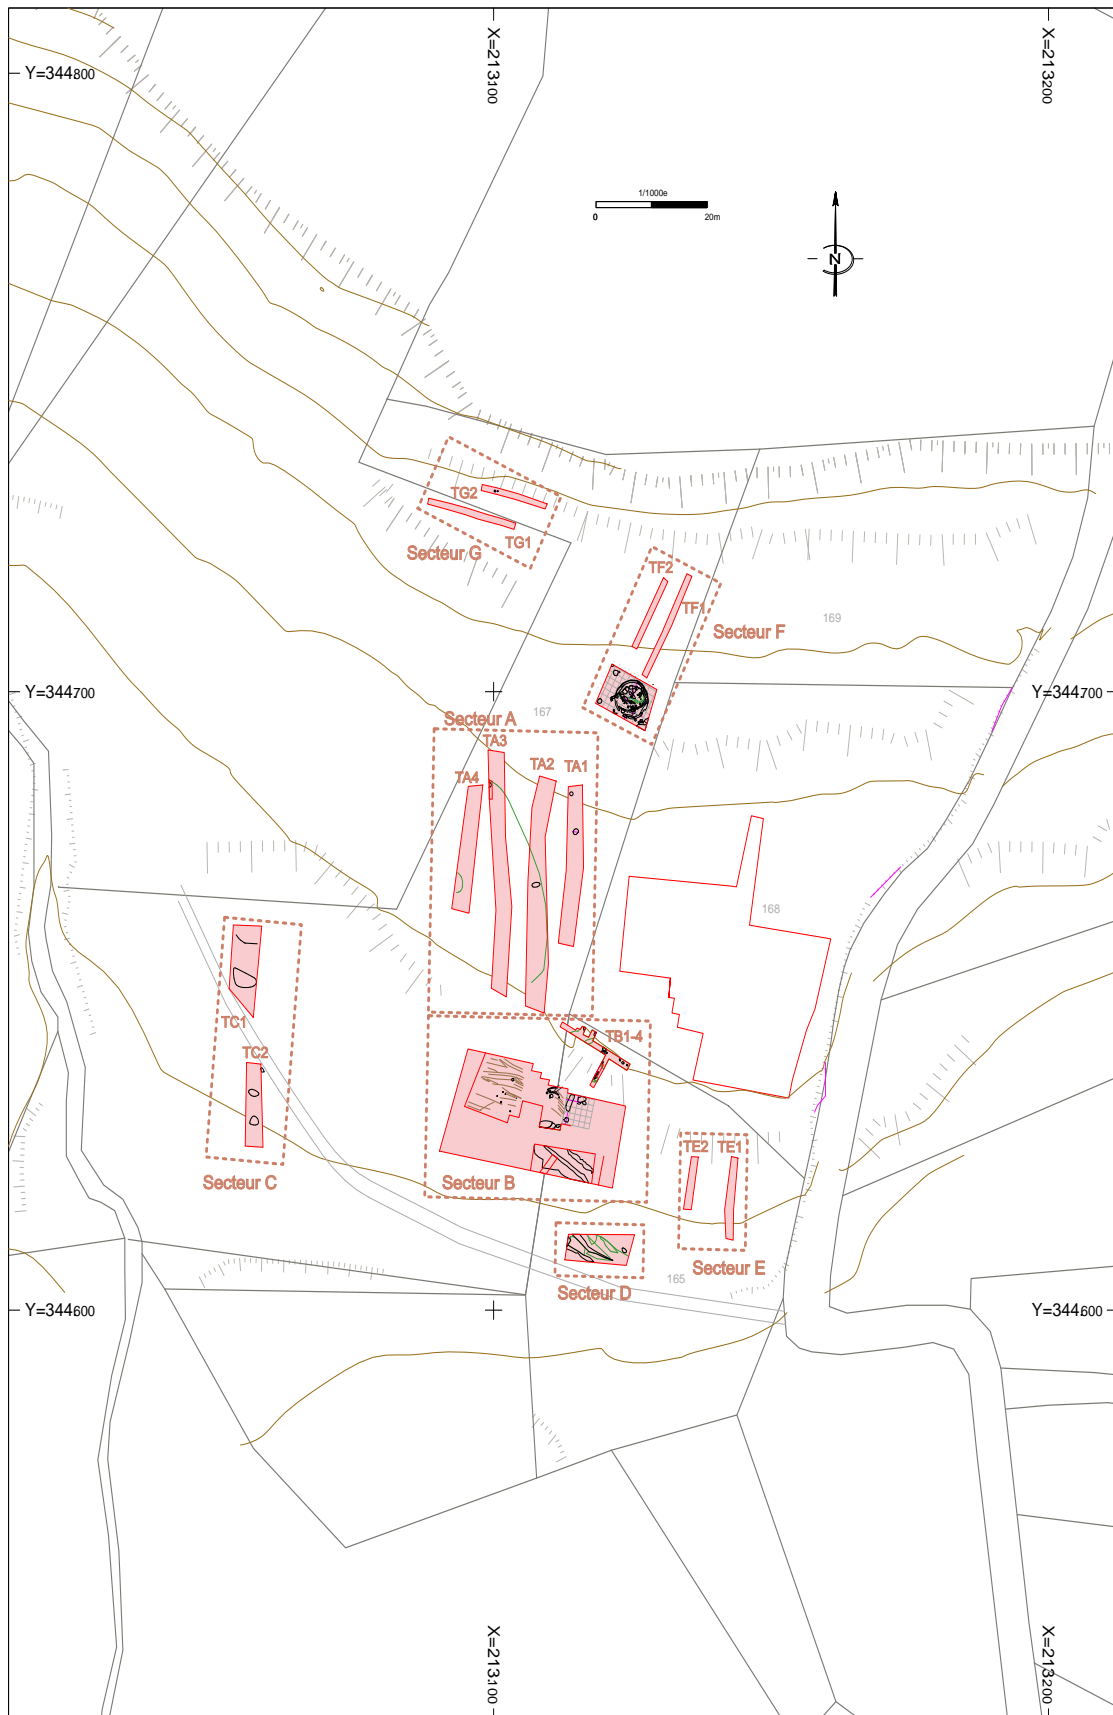 X=213100
X=213200
Y=344800
1/1000e
0
20m
N
TG2
TG1
Secteur G
TF2
TF1
169
Secteur F
Y=344700
Y=344700
167
Secteur A
TA3
TA2
TA1
TA4
168
TC1
TB1-4
TC2
TE2
TE1
Secteur C
Secteur B
Secteur E
165
Secteur D
Y=344600
Y=344600
X=213100
X=213200